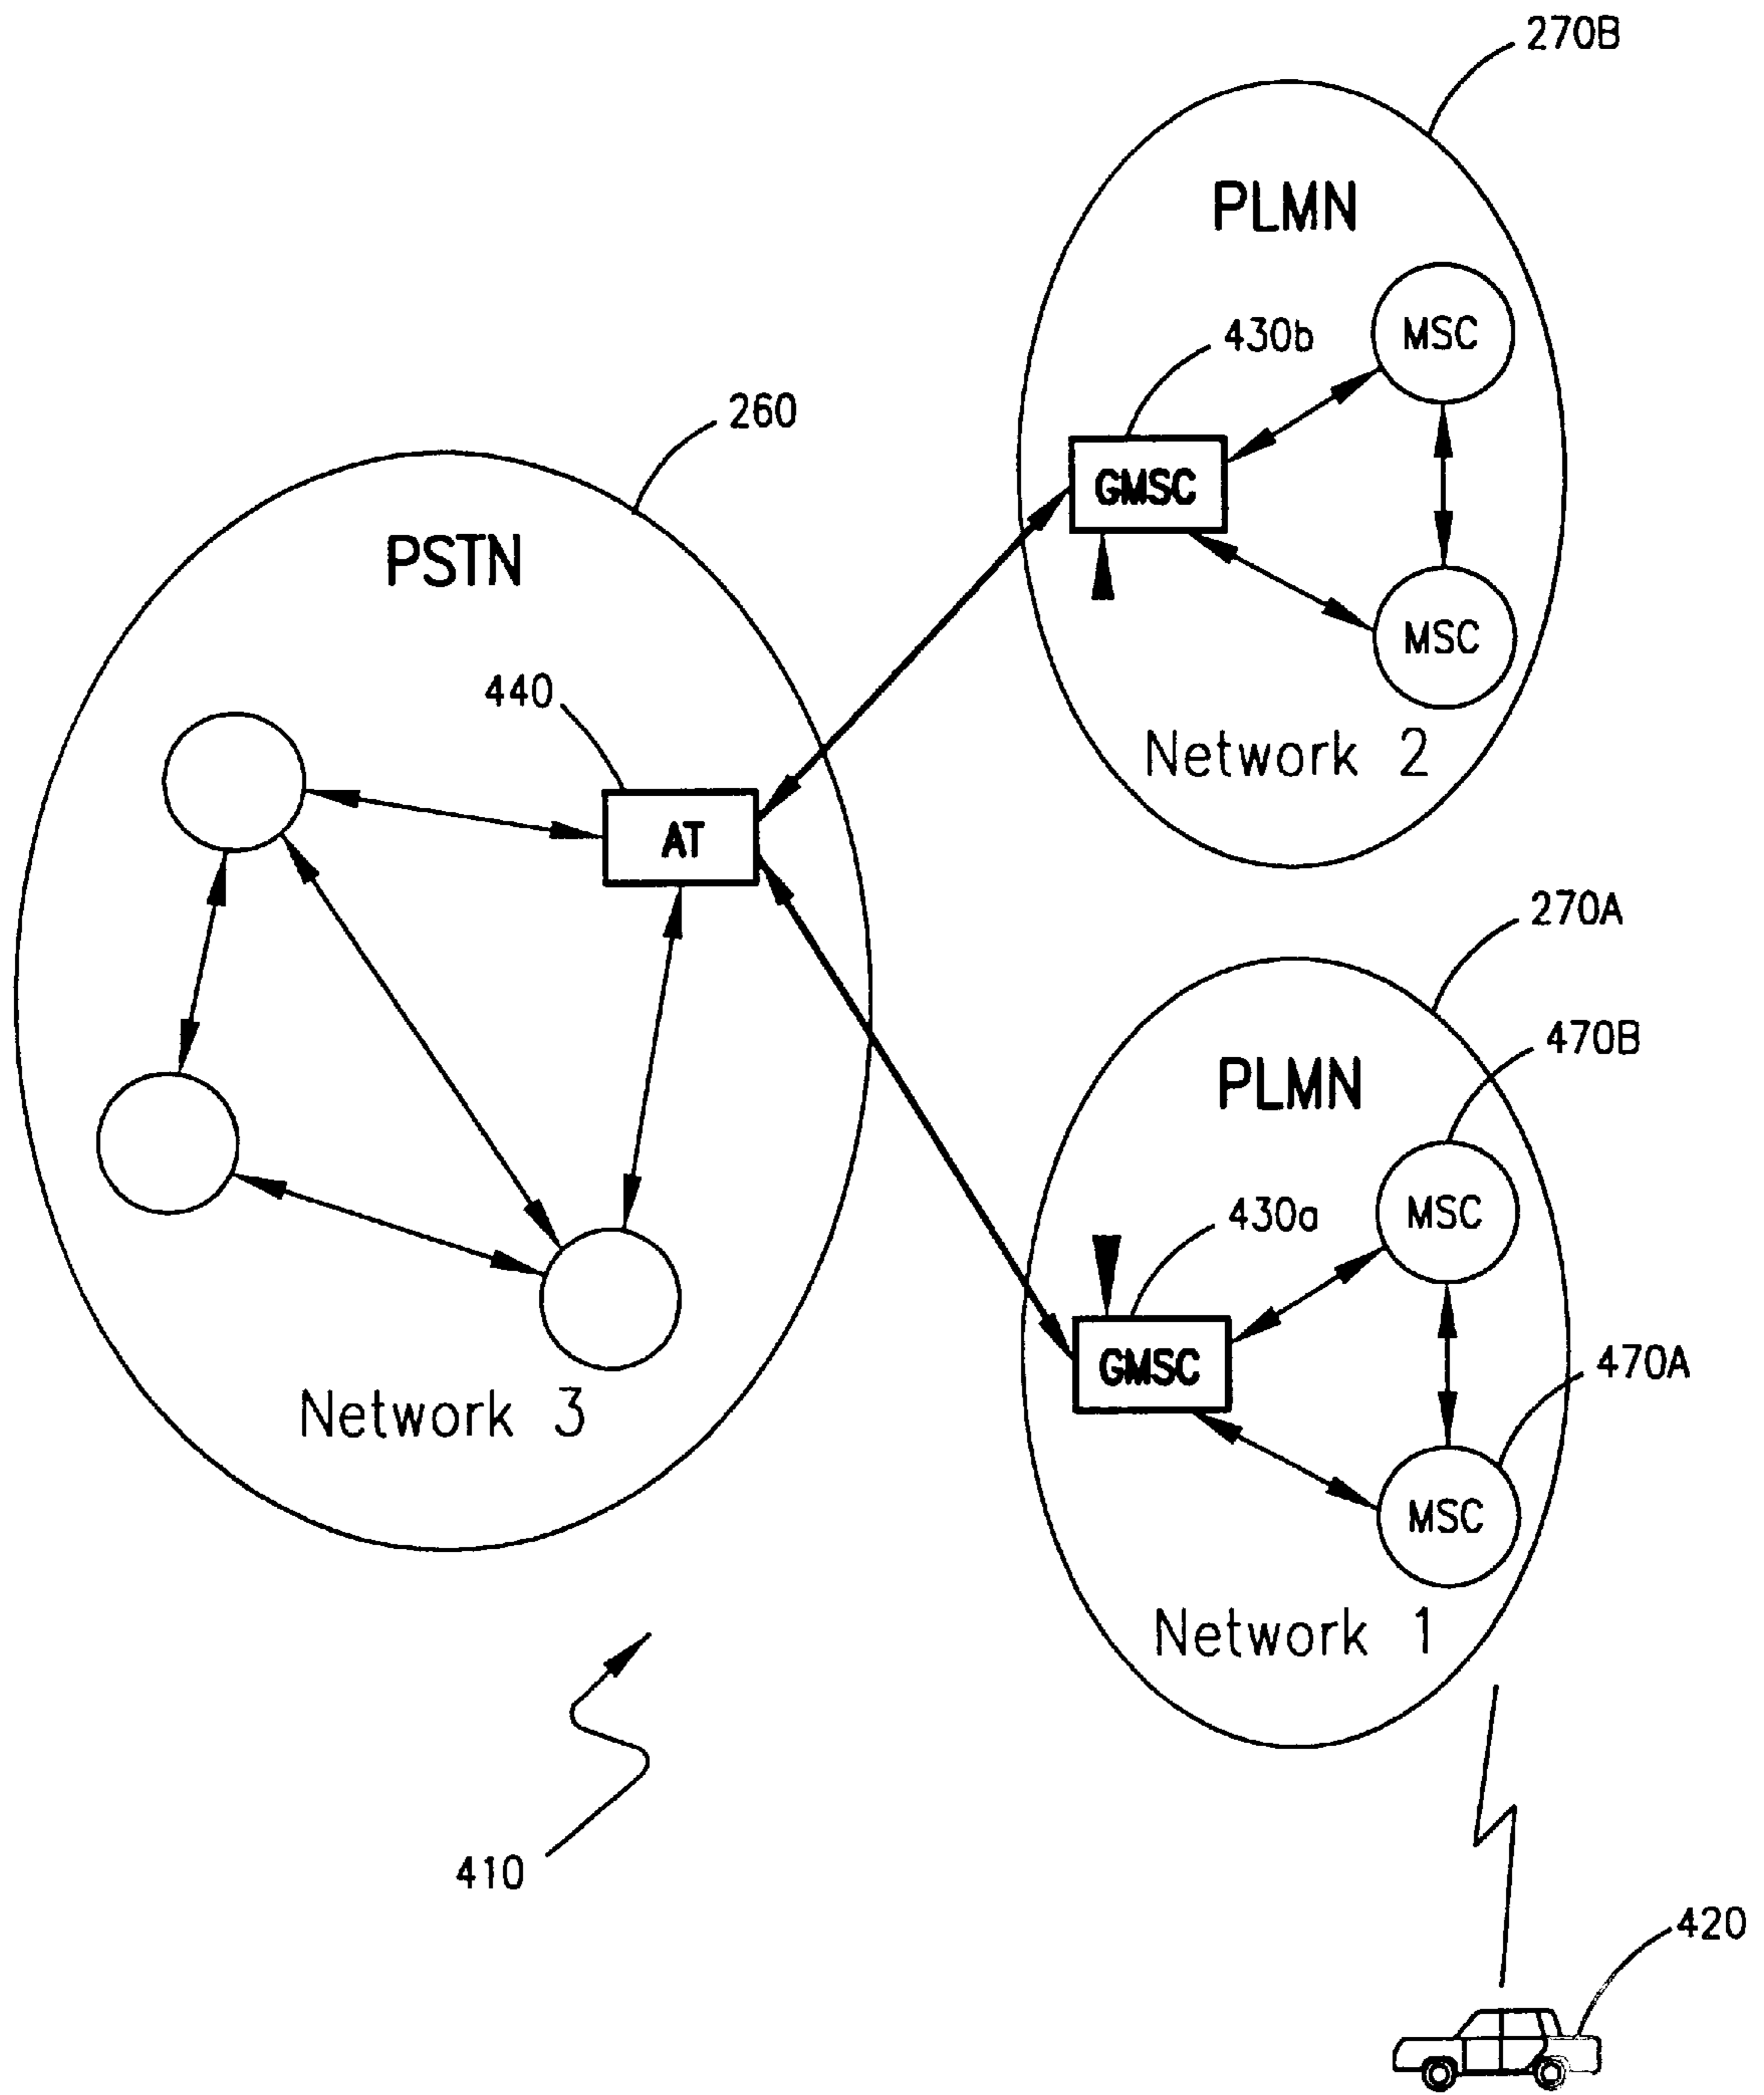 270B
PLMN
MSC
430b
GMSC
MSC
Network 2
260
PSTN
440
AT
Network 3
270A
470B
PLMN
MSC
430a
GMSC
470A
MSC
Network 1
410
420